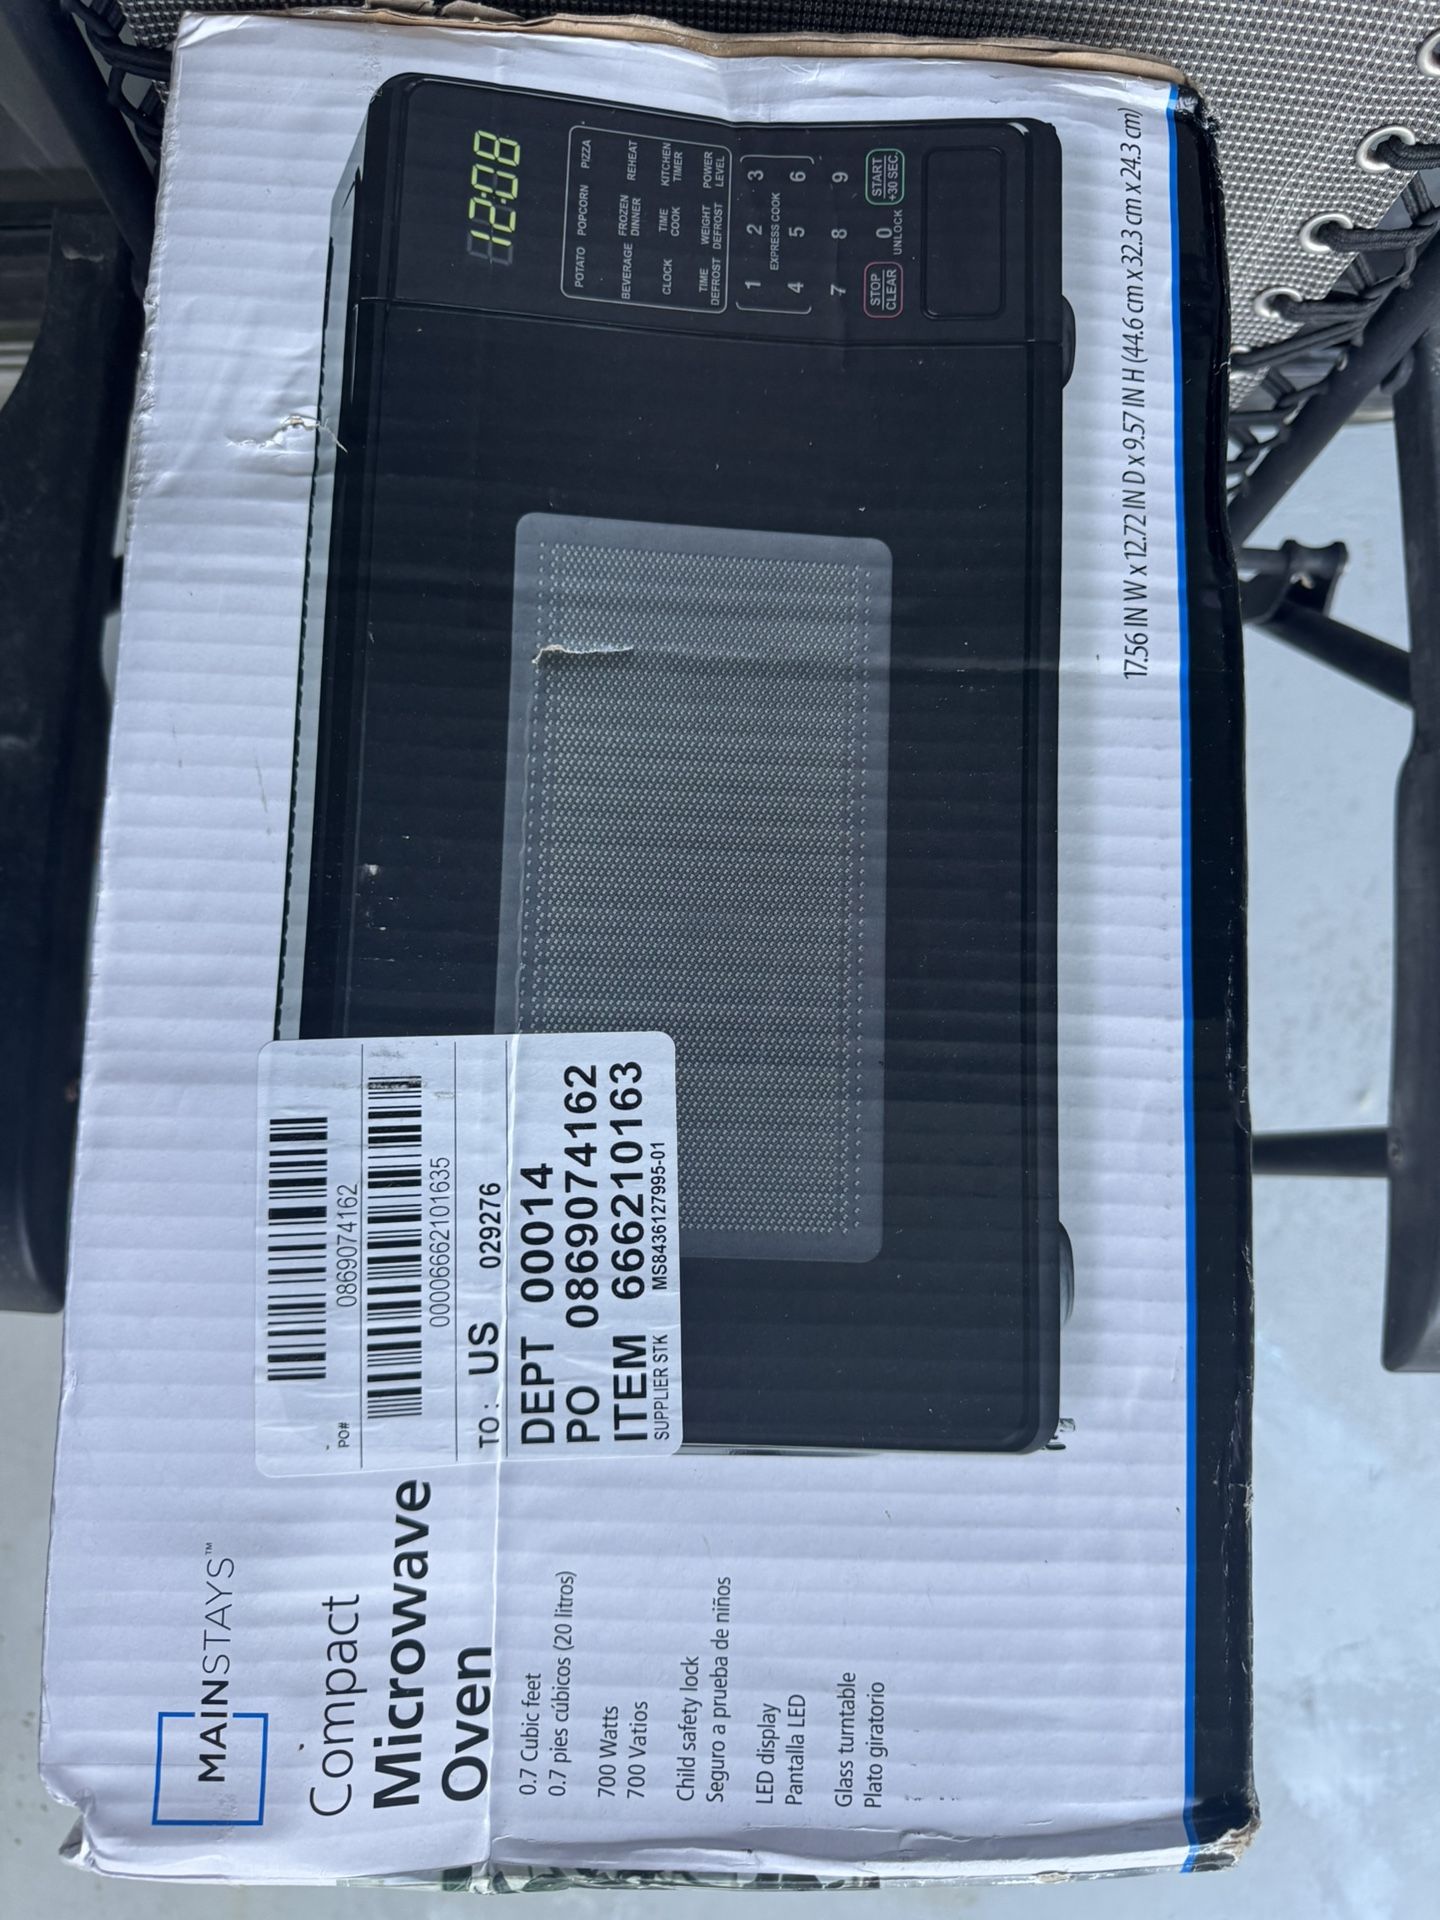 MAINSTAYS™
Compact
Microwave
Oven
0.7 Cubic feet
0.7 pies cúbicos (20 litros)
700 Watts
700 Vatios
Child safety lock
Seguro a prueba de niños
LED display
Pantalla LED
Glass turntable
Plato giratorio
PO#
0869074162
00006662101635
TO: US 029276
DEPT 00014
PO 0869074162
ITEM 666210163
SUPPLIER STK MS8436127995-01
12:08
POTATO POPCORN PIZZA
BEVERAGE FROZEN DINNER REHEAT
CLOCK TIME COOK KITCHEN TIMER
TIME DEFROST WEIGHT DEFROST POWER LEVEL
1 2 3
EXPRESS COOK
4 5 6
7 8 9
STOP CLEAR 0 UNLOCK START +30 SEC.
17.56 IN W x 12.72 IN D x 9.57 IN H (44.6 cm x 32.3 cm x 24.3 cm)